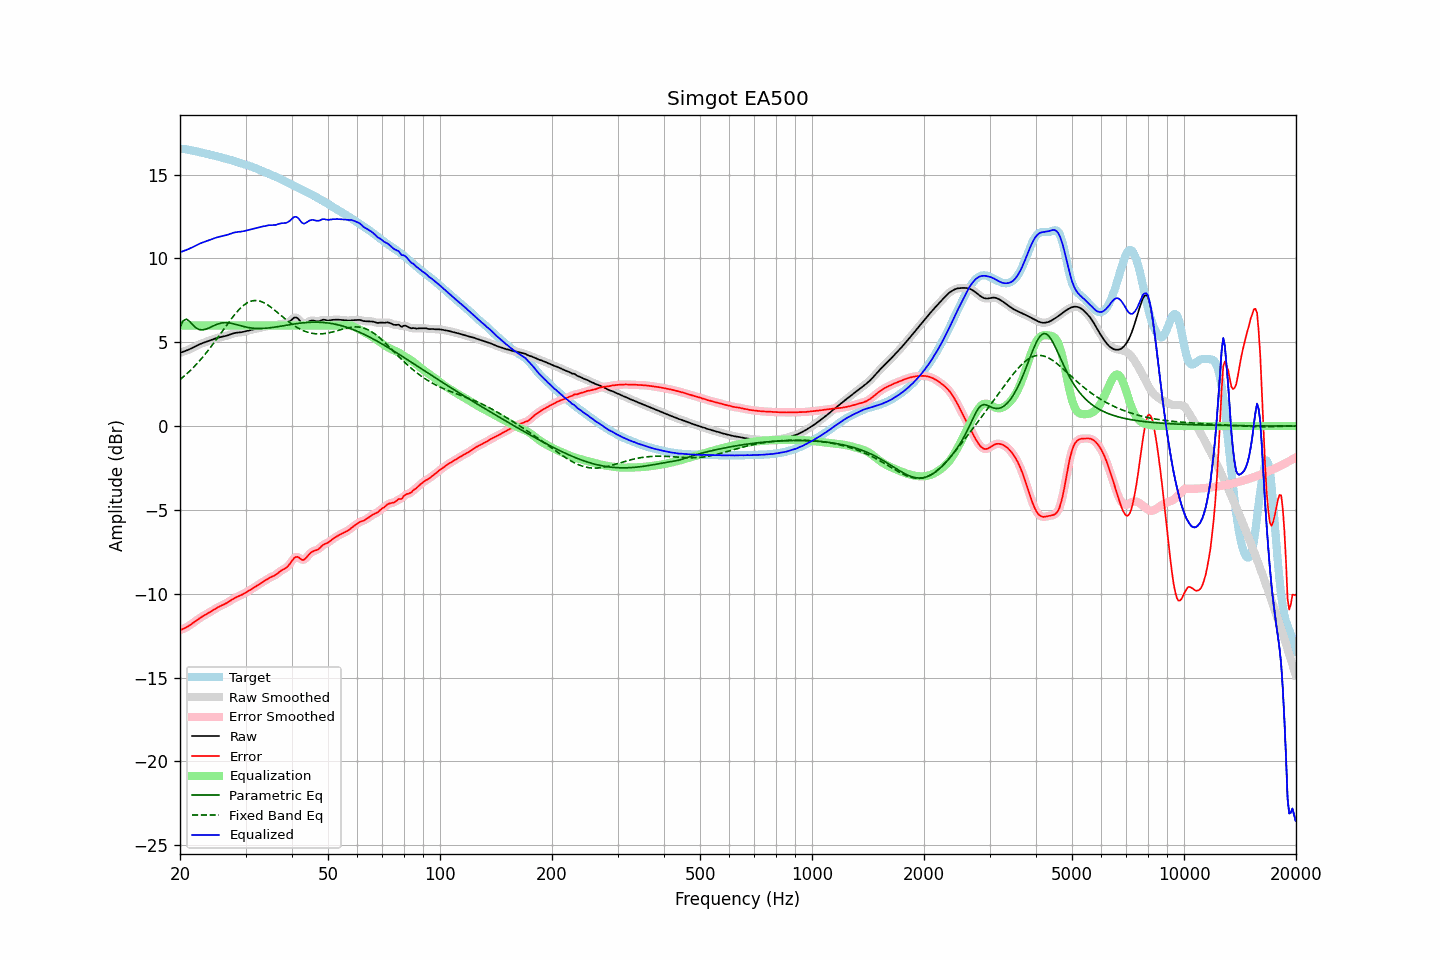 Simgot EA500
Amplitude (dBr)
15
10
5
0
−5
−10
−15
−20
−25
Target
Raw Smoothed
Error Smoothed
Raw
Error
Equalization
Parametric Eq
Fixed Band Eq
Equalized
20 50 100 200 500 1000 2000 5000 10000 20000
Frequency (Hz)